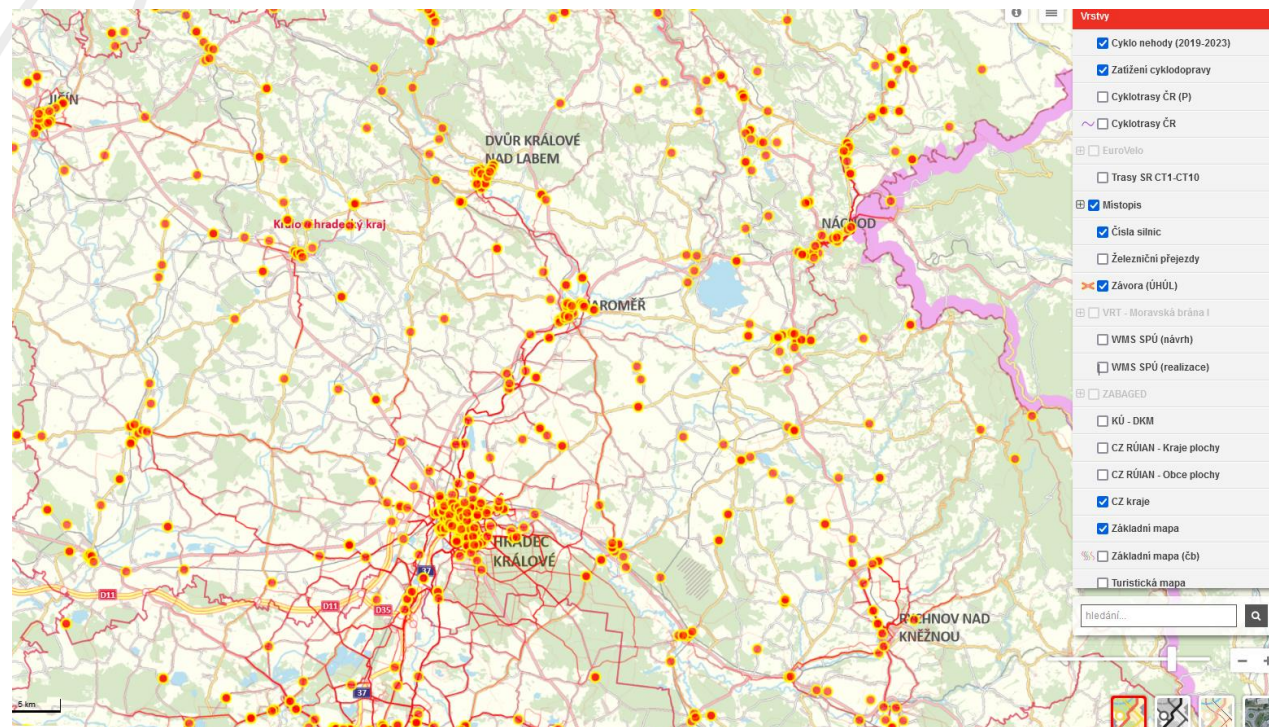 Vrstvy
Cyklo nehody (2019-2023)
Zatížení cyklodopravy
Cyklotrasy ČR (P)
Cyklotrasy ČR
EuroVelo
Trasy SR CT1-CT10
Místopis
Čísla silnic
Železniční přejezdy
Závora (ÚHÚL)
VRT - Moravská brána I
WMS SPÚ (návrh)
WMS SPÚ (realizace)
ZABAGED
KÚ - DKM
CZ RÚIAN - Kraje plochy
CZ RÚIAN - Obce plochy
CZ kraje
Základní mapa
Základní mapa (čb)
Turistická mapa
hledání...
JIČÍN
DVŮR KRÁLOVÉ
NAD LABEM
hradecký kraj
NÁCHOD
AROMĚŘ
HRADEC
KRÁLOVÉ
37
D11
D11
D35
RYCHNOV NAD
KNĚŽNOU
37
5 km